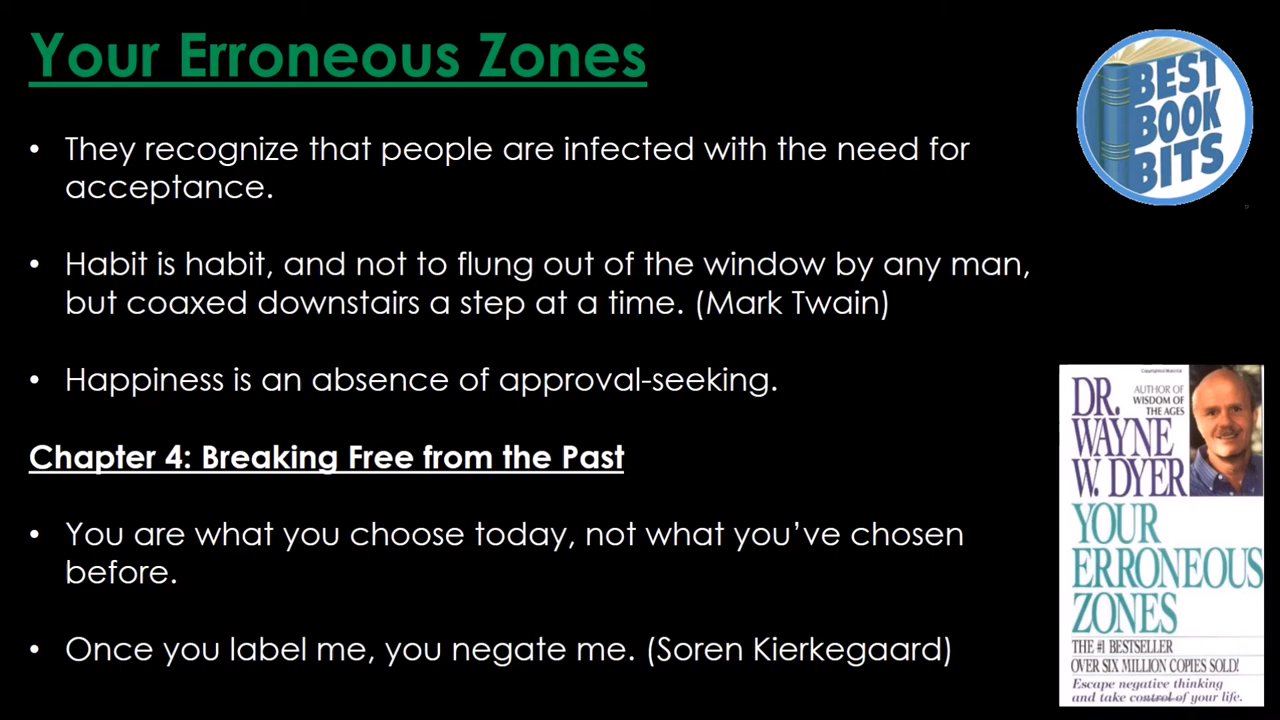 Your Erroneous Zones
BEST
BOOK
BITS
• They recognize that people are infected with the need for
acceptance.
• Habit is habit, and not to flung out of the window by any man,
but coaxed downstairs a step at a time. (Mark Twain)
• Happiness is an absence of approval-seeking.
Chapter 4: Breaking Free from the Past
• You are what you choose today, not what you’ve chosen
before.
• Once you label me, you negate me. (Soren Kierkegaard)
Copyrighted Material
DR.
WAYNE
W. DYER
AUTHOR OF
WISDOM OF
THE AGES
YOUR
ERRONEOUS
ZONES
THE #1 BESTSELLER
OVER SIX MILLION COPIES SOLD!
Escape negative thinking
and take control of your life.